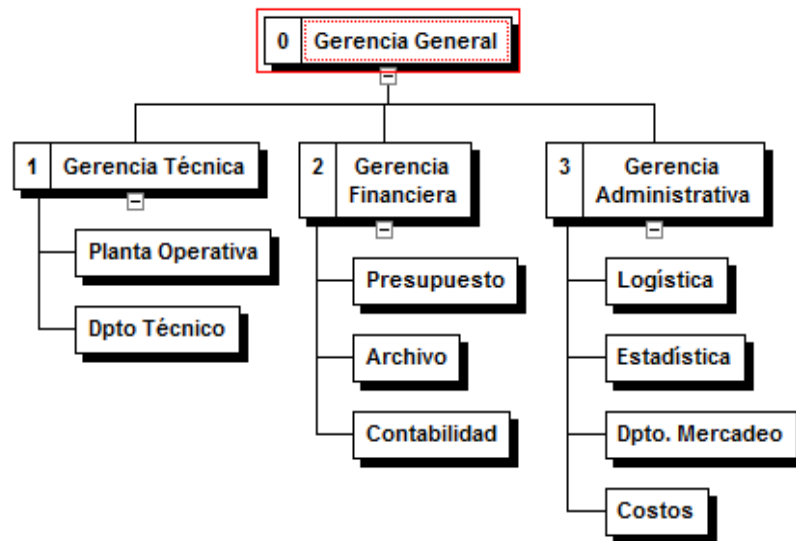 0 Gerencia General
1 Gerencia Técnica
Planta Operativa
Dpto Técnico
2 Gerencia
Financiera
Presupuesto
Archivo
Contabilidad
3 Gerencia
Administrativa
Logística
Estadística
Dpto. Mercadeo
Costos